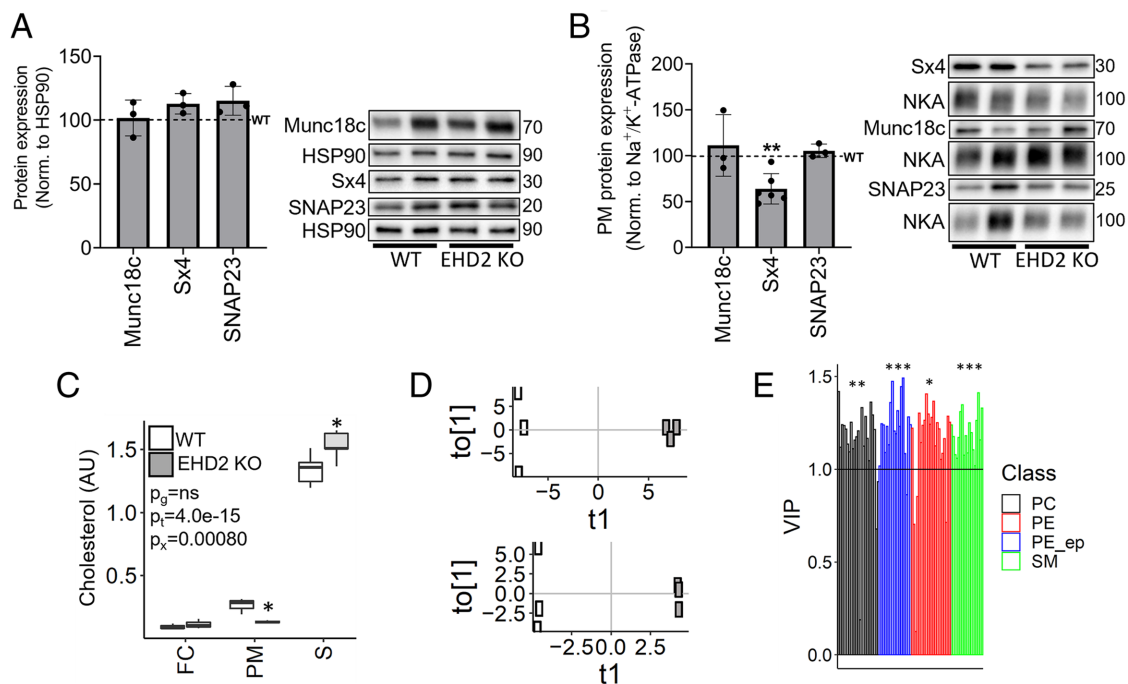 A
Protein expression
(Norm. to HSP90)
150
100
50
0
WT
Munc18c
Sx4
SNAP23
Munc18c 70
HSP90 90
Sx4 30
SNAP23 20
HSP90 90
WT EHD2 KO
B
PM protein expression
(Norm. to Na⁺/K⁺-ATPase)
200
150
100
50
0
**
WT
Munc18c
Sx4
SNAP23
Sx4 30
NKA 100
Munc18c 70
NKA 100
SNAP23 25
NKA 100
WT EHD2 KO
C
Cholesterol (AU)
1.5
1.0
0.5
WT
EHD2 KO
pg=ns
pt=4.0e-15
px=0.00080
*
*
FC
PM
S
D
to[1]
5
0
−5
−5 0 5
t1
to[1]
5.0
2.5
0.0
−2.5
−2.5 0.0 2.5
t1
E
VIP
1.5
1.0
0.5
0.0
** *** * ***
Class
PC
PE
PE_ep
SM